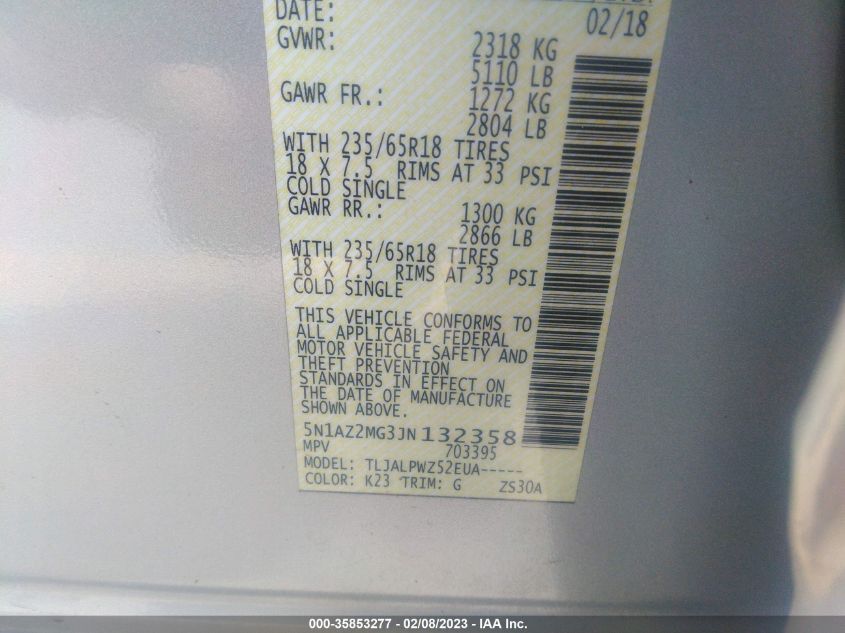 DATE: 02/18
GVWR: 2318 KG
5110 LB
GAWR FR.: 1272 KG
2804 LB
WITH 235/65R18 TIRES
18 X 7.5 RIMS AT 33 PSI
COLD SINGLE
GAWR RR.: 1300 KG
2866 LB
WITH 235/65R18 TIRES
18 X 7.5 RIMS AT 33 PSI
COLD SINGLE
THIS VEHICLE CONFORMS TO
ALL APPLICABLE FEDERAL
MOTOR VEHICLE SAFETY AND
THEFT PREVENTION
STANDARDS IN EFFECT ON
THE DATE OF MANUFACTURE
SHOWN ABOVE.
5N1AZ2MG3JN132358
MPV 703395
MODEL: TLJALPWZ52EUA-----
COLOR: K23 TRIM: G ZS30A
000-35853277 - 02/08/2023 - IAA Inc.